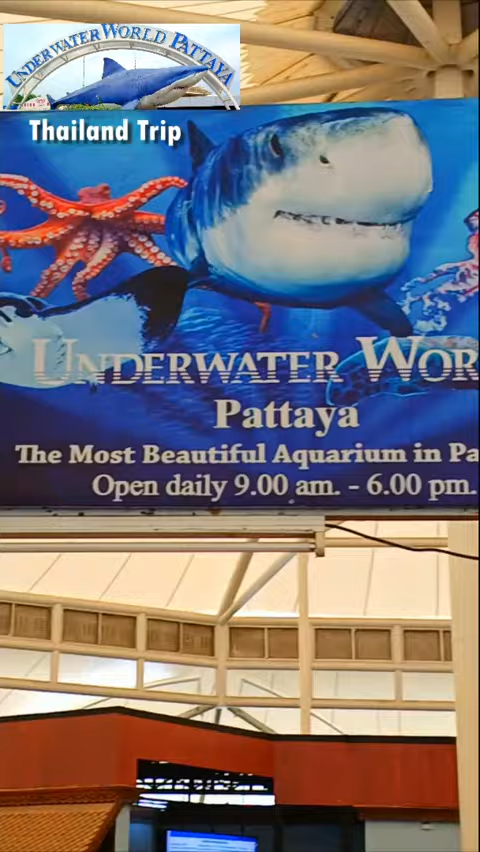 UNDERWATER WORLD PATTAYA
Thailand Trip
UNDERWATER WOR
Pattaya
The Most Beautiful Aquarium in Pa
Open daily 9.00 am. - 6.00 pm.